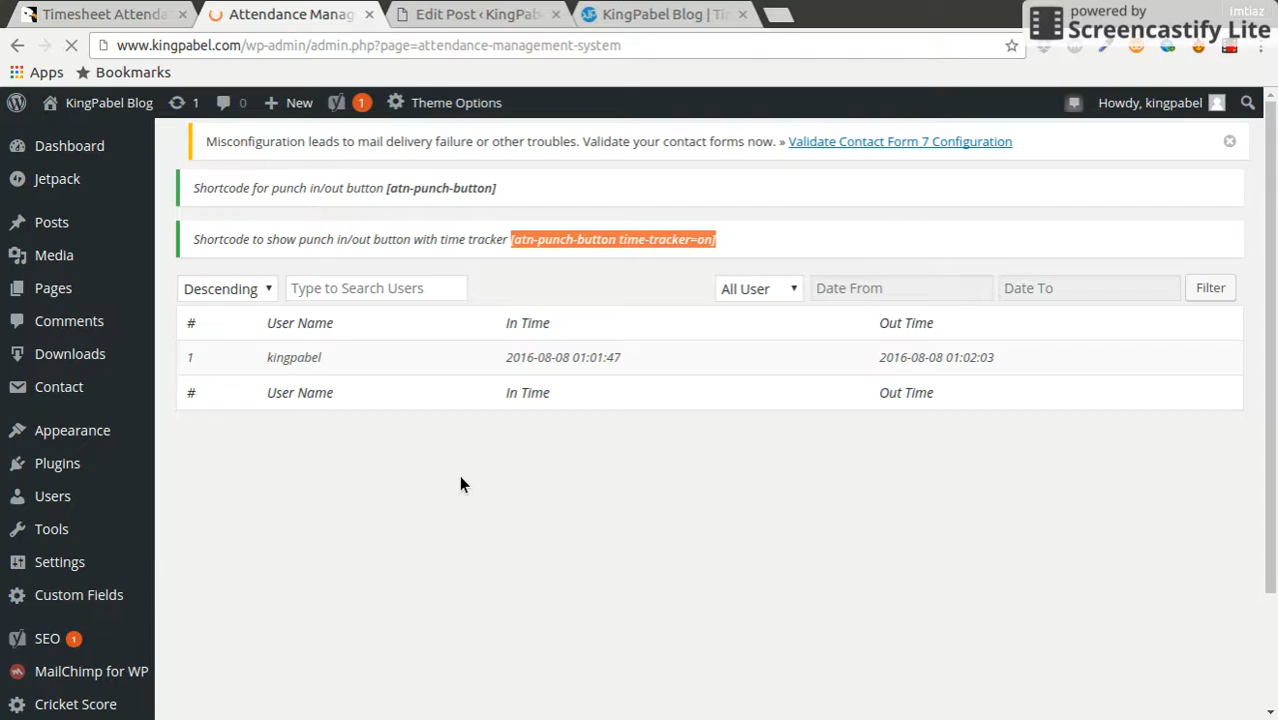 Timesheet Attenda
Attendance Manag
Edit Post ‹ KingPab
KingPabel Blog | Ti
powered by
Screencastify Lite
Imtiaz
www.kingpabel.com/wp-admin/admin.php?page=attendance-management-system
Apps
Bookmarks
KingPabel Blog
1
0
New
1
Theme Options
Howdy, kingpabel
Misconfiguration leads to mail delivery failure or other troubles. Validate your contact forms now. » Validate Contact Form 7 Configuration
Shortcode for punch in/out button [atn-punch-button]
Shortcode to show punch in/out button with time tracker [atn-punch-button time-tracker=on]
Descending
Type to Search Users
All User
Date From
Date To
Filter
# User Name In Time Out Time
1 kingpabel 2016-08-08 01:01:47 2016-08-08 01:02:03
# User Name In Time Out Time
Dashboard
Jetpack
Posts
Media
Pages
Comments
Downloads
Contact
Appearance
Plugins
Users
Tools
Settings
Custom Fields
SEO 1
MailChimp for WP
Cricket Score